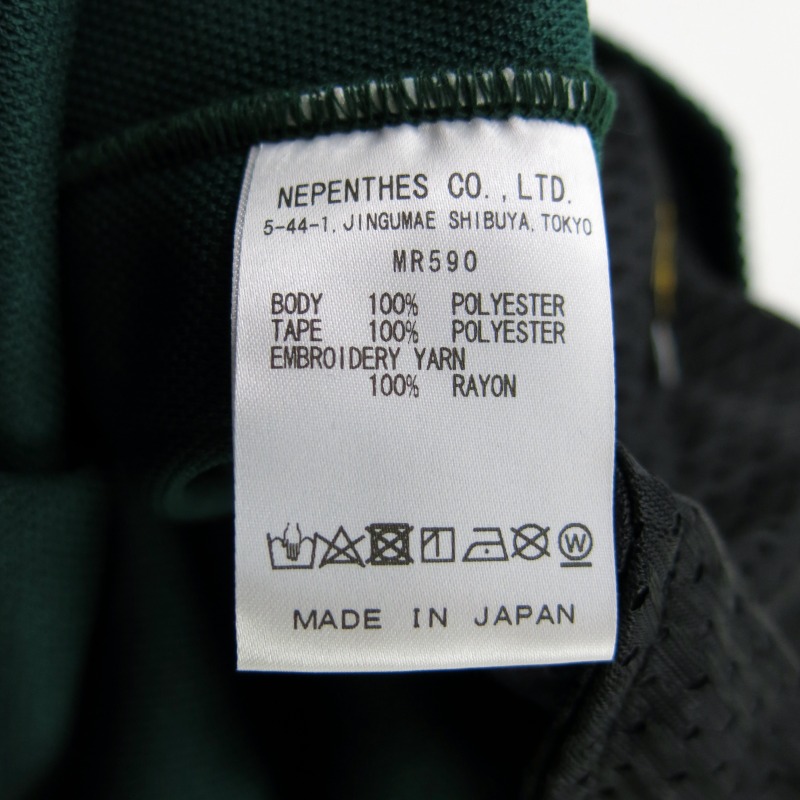 NEPENTHES CO., LTD.
5-44-1, JINGUMAE SHIBUYA, TOKYO
MR590
BODY 100% POLYESTER
TAPE 100% POLYESTER
EMBROIDERY YARN
100% RAYON
W
MADE IN JAPAN